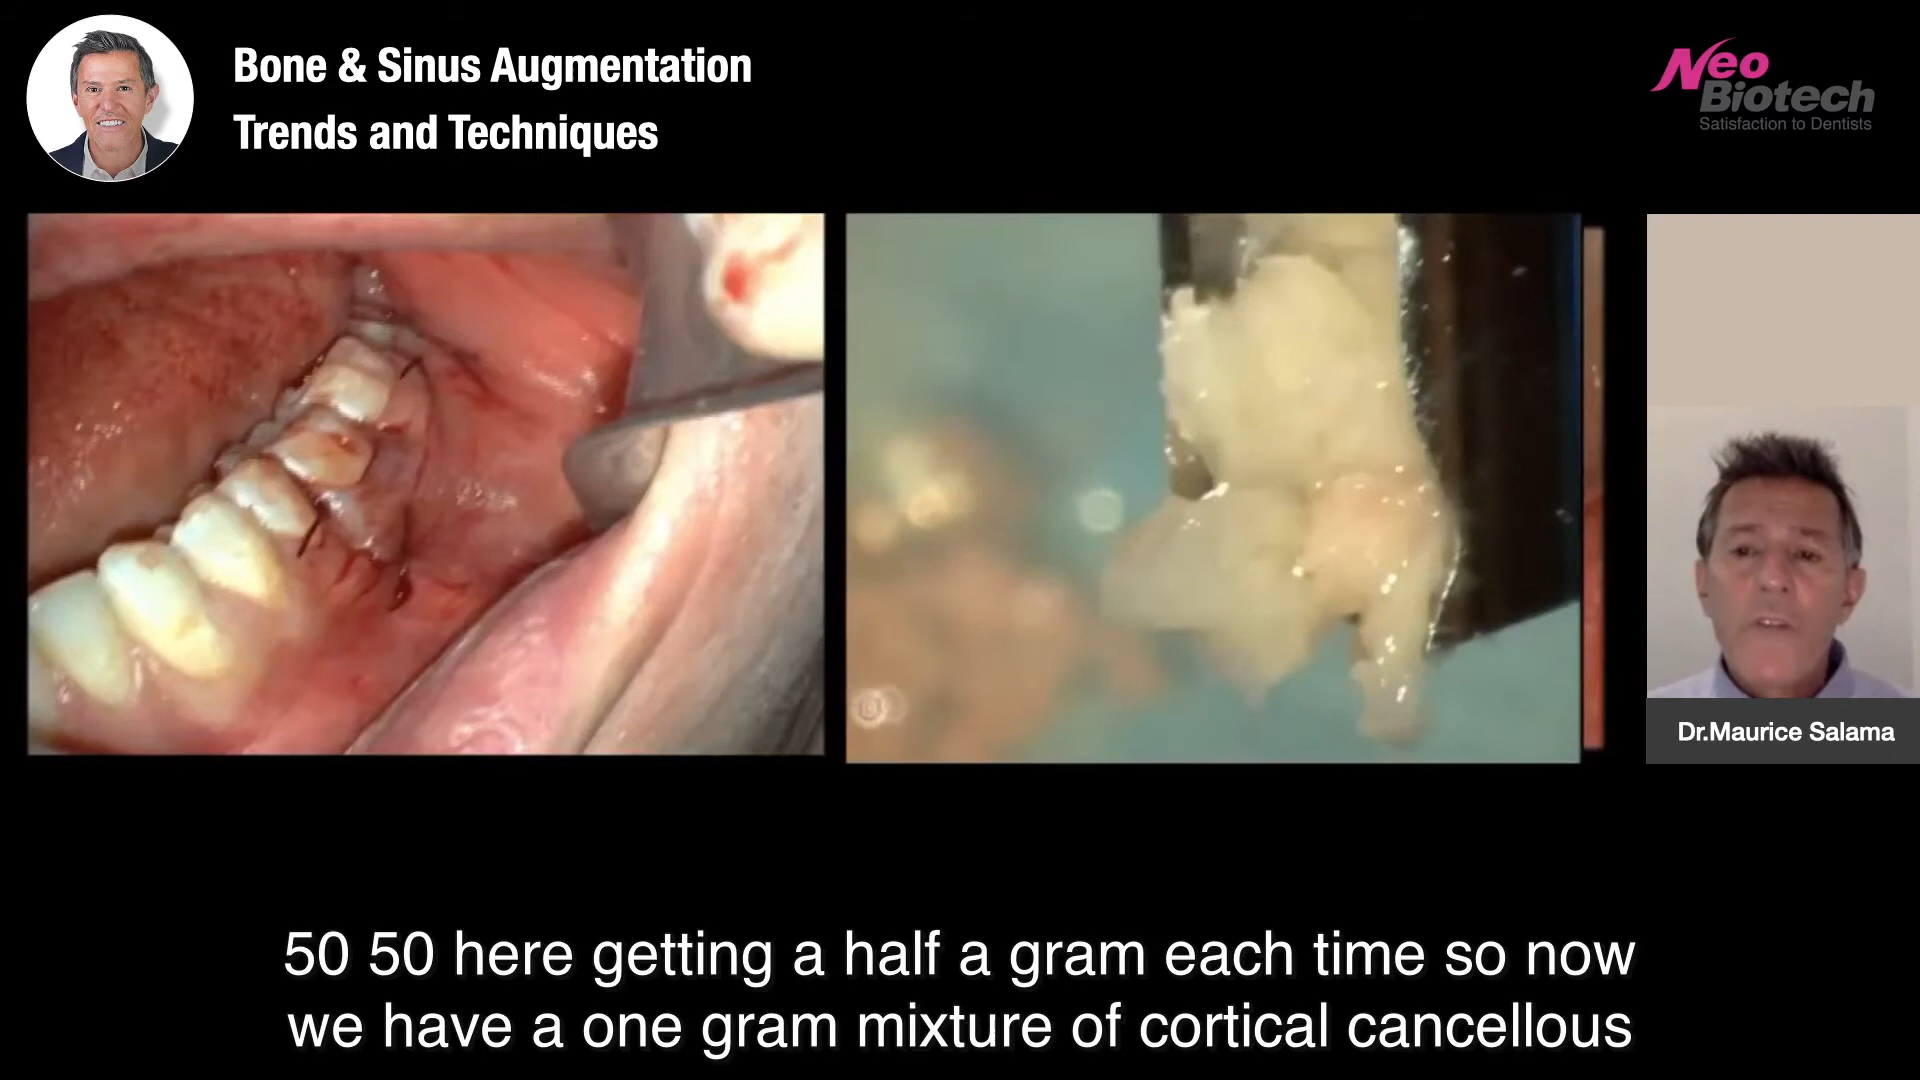 Bone & Sinus Augmentation
Trends and Techniques
Neo
Biotech
Satisfaction to Dentists
Dr.Maurice Salama
50 50 here getting a half a gram each time so now
we have a one gram mixture of cortical cancellous